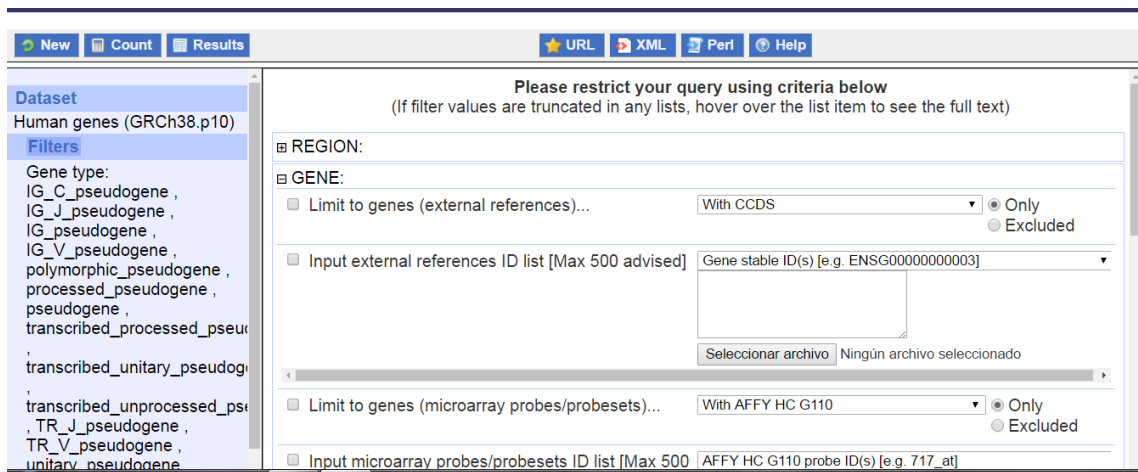 New Count Results URL XML Perl Help
Dataset
Human genes (GRCh38.p10)
Filters
Gene type:
IG_C_pseudogene ,
IG_J_pseudogene ,
IG_pseudogene ,
IG_V_pseudogene ,
polymorphic_pseudogene ,
processed_pseudogene ,
pseudogene ,
transcribed_processed_pseu
,
transcribed_unitary_pseudog
,
transcribed_unprocessed_pse
, TR_J_pseudogene ,
TR_V_pseudogene ,
unitary_pseudogene
Please restrict your query using criteria below
(If filter values are truncated in any lists, hover over the list item to see the full text)
REGION:
GENE:
Limit to genes (external references)... With CCDS Only
Excluded
Input external references ID list [Max 500 advised] Gene stable ID(s) [e.g. ENSG00000000003]
Seleccionar archivo Ningún archivo seleccionado
Limit to genes (microarray probes/probesets)... With AFFY HC G110 Only
Excluded
Input microarray probes/probesets ID list [Max 500 AFFY HC G110 probe ID(s) [e.g. 717_at]